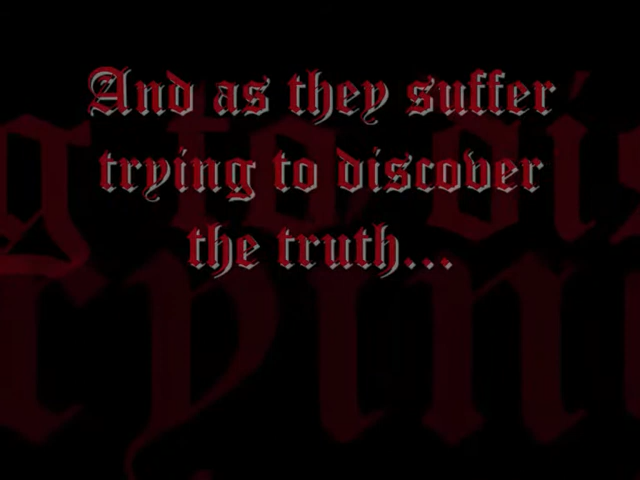 And as they suffer
trying to discover
the truth...